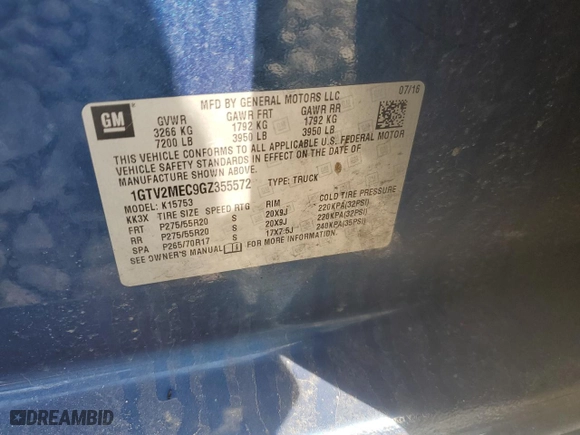 GM
MFD BY GENERAL MOTORS LLC
07/16
GVWR GAWR FRT GAWR RR
3266 KG 1792 KG 1792 KG
7200 LB 3950 LB 3950 LB
THIS VEHICLE CONFORMS TO ALL APPLICABLE U.S. FEDERAL MOTOR
VEHICLE SAFETY STANDARDS IN EFFECT ON THE DATE OF
MANUFACTURE SHOWN ABOVE.
1GTV2MEC9GZ355572 TYPE: TRUCK
MODEL: K15753
KK3X TIRE SIZE SPEED RTG RIM COLD TIRE PRESSURE
FRT P275/55R20 S 20X9J 220KPA(32PSI)
RR P275/55R20 S 20X9J 220KPA(32PSI)
SPA P265/70R17 S 17X7.5J 240KPA(35PSI)
SEE OWNER'S MANUAL FOR MORE INFORMATION.
DREAMBID